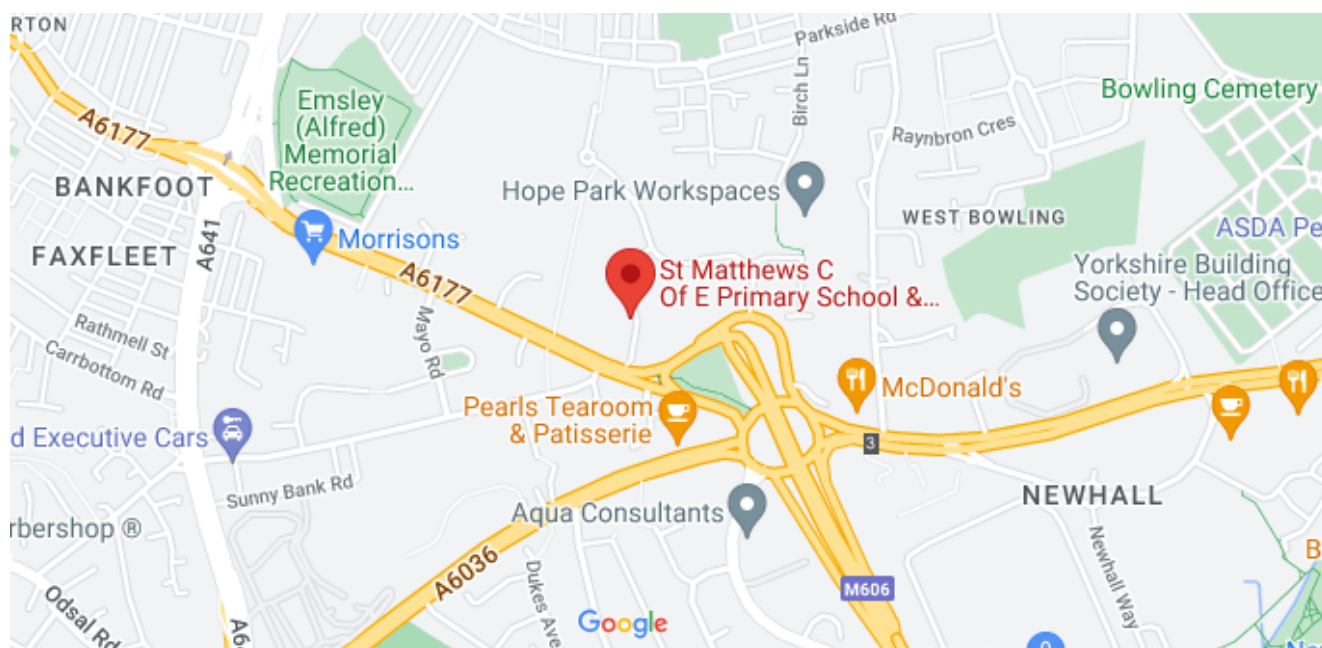 RTON
Parkside Rd
A6177
Emsley
(Alfred)
Memorial
Recreation...
Birch Ln
Bowling Cemetery
Raynbron Cres
BANKFOOT
Hope Park Workspaces
WEST BOWLING
A641
FAXFLEET
Morrisons
ASDA Pe
A6177
St Matthews C
Of E Primary School &...
Yorkshire Building
Society - Head Office
Rathmell St
Mayo Rd
Carrbottom Rd
McDonald's
Pearls Tearoom
& Patisserie
d Executive Cars
3
Sunny Bank Rd
NEWHALL
Aqua Consultants
rbershop ®
A6036
Newhall Way
B
Dukes Ave
M606
Odsal Rd
A6
Google